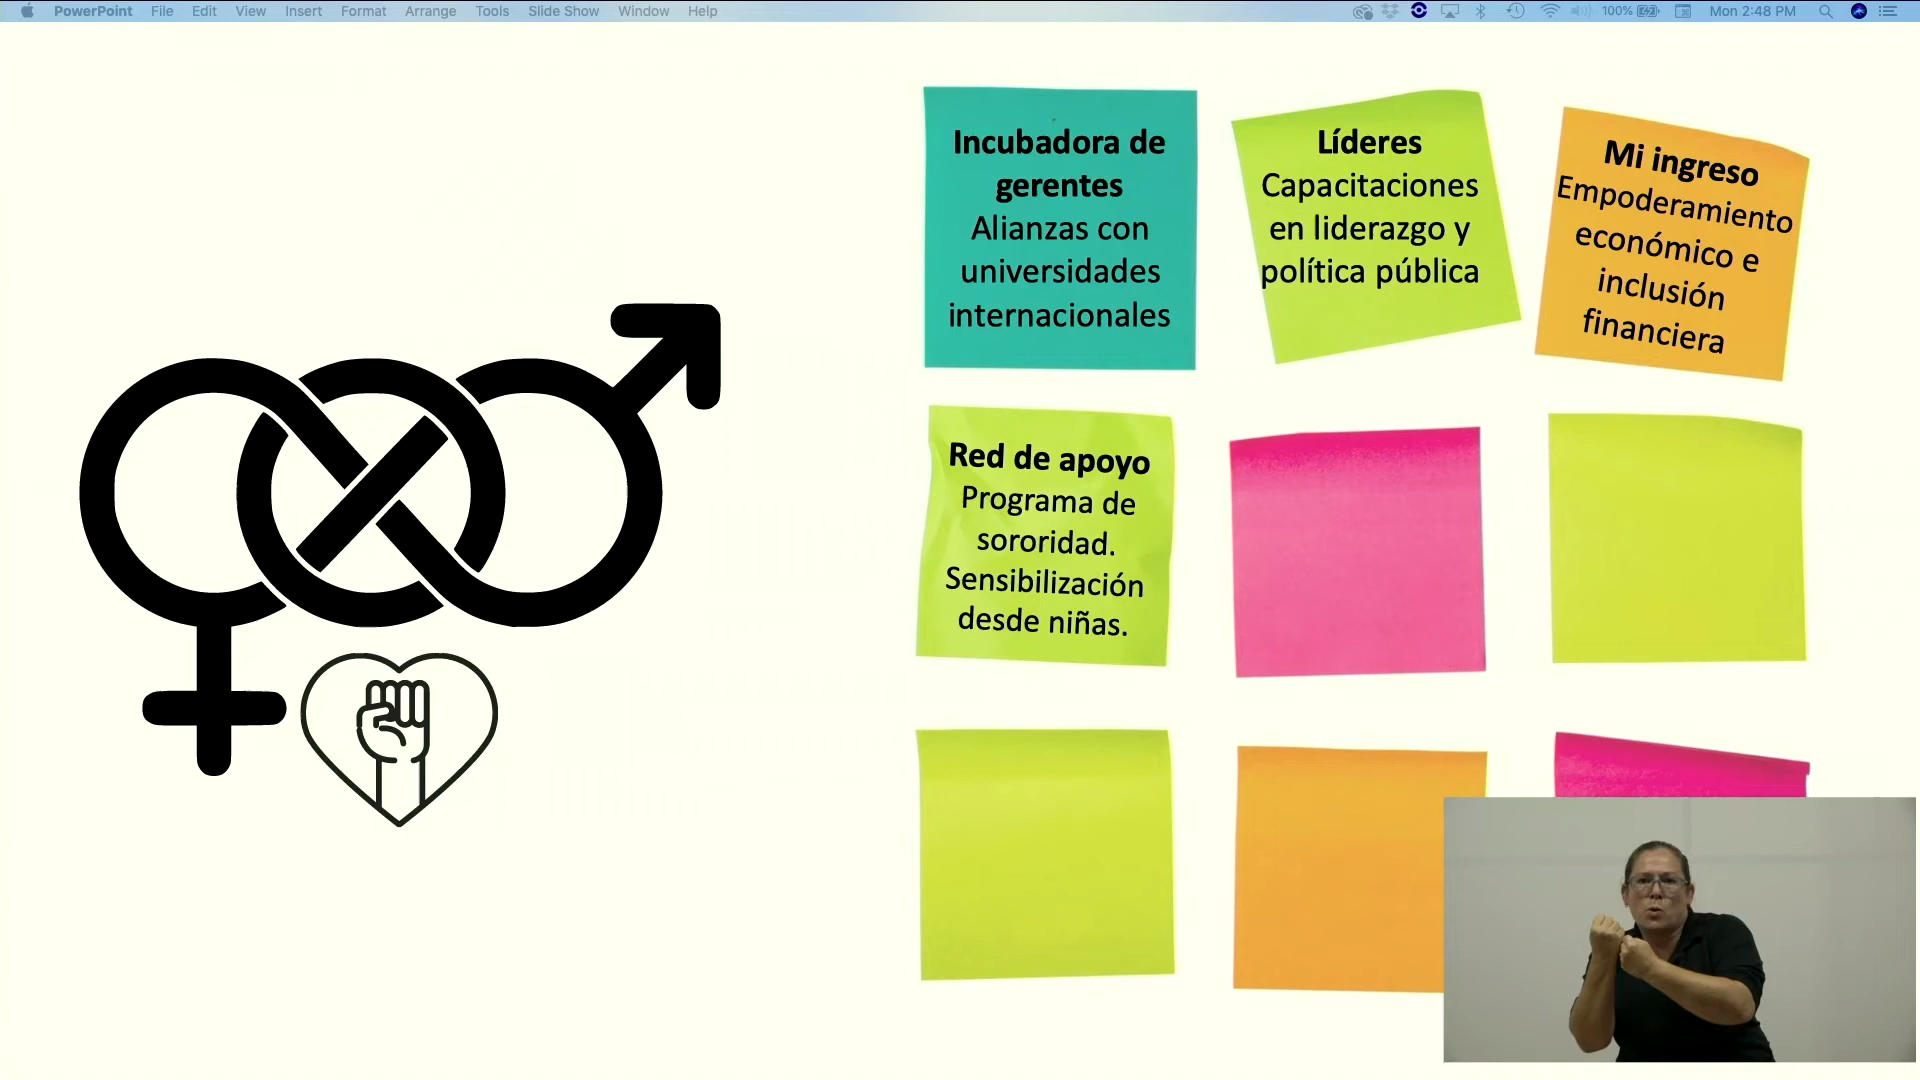 PowerPoint File Edit View Insert Format Arrange Tools Slide Show Window Help 100% Mon 2:48 PM
Incubadora de
gerentes
Alianzas con
universidades
internacionales
Líderes
Capacitaciones
en liderazgo y
política pública
Mi ingreso
Empoderamiento
económico e
inclusión
financiera
Red de apoyo
Programa de
sororidad.
Sensibilización
desde niñas.